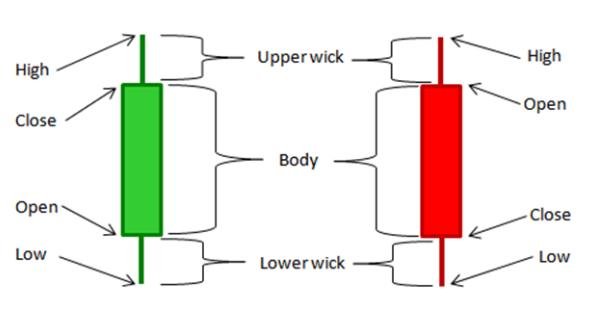 High
Close
Open
Low
Upper wick
Body
Lower wick
High
Open
Close
Low